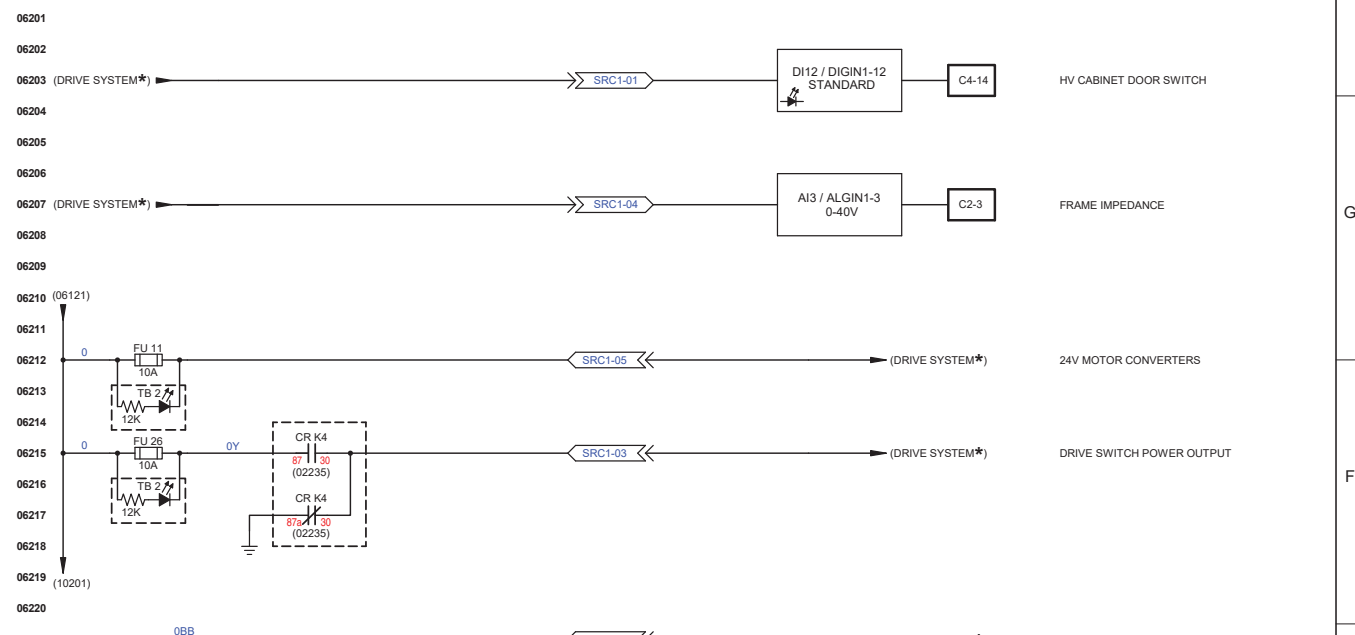 06201
06202
06203 (DRIVE SYSTEM*) SRC1-01 DI12 / DIGIN1-12 C4-14 HV CABINET DOOR SWITCH
STANDARD
06204
06205
06206
06207 (DRIVE SYSTEM*) SRC1-04 AI3 / ALGIN1-3 C2-3 FRAME IMPEDANCE
0-40V
G
06208
06209
06210 (06121)
06211
FU 11
06212 0 SRC1-05 (DRIVE SYSTEM*) 24V MOTOR CONVERTERS
10A
06213 TB 2
12K
06214
FU 26 CR K4
06215 0 0Y SRC1-03 (DRIVE SYSTEM*) DRIVE SWITCH POWER OUTPUT
10A 87 30
(02235)
F
06216 TB 2
CR K4
12K
06217 87a 30
(02235)
06218
06219 (10201)
06220
0BB